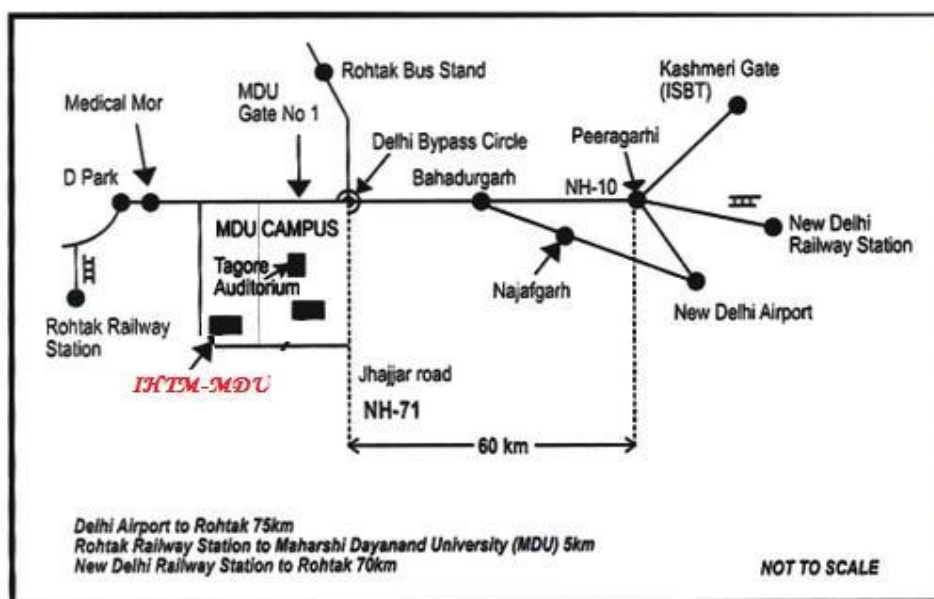 Rohtak Bus Stand
Kashmeri Gate
(ISBT)
Medical Mor
MDU
Gate No 1
Delhi Bypass Circle
Peeragarhi
D Park
Bahadurgarh
NH-10
MDU CAMPUS
New Delhi
Railway Station
Tagore
Auditorium
Najafgarh
New Delhi Airport
Rohtak Railway
Station
IHTM-MDU
Jhajjar road
NH-71
60 km
Delhi Airport to Rohtak 75km
Rohtak Railway Station to Maharshi Dayanand University (MDU) 5km
New Delhi Railway Station to Rohtak 70km
NOT TO SCALE